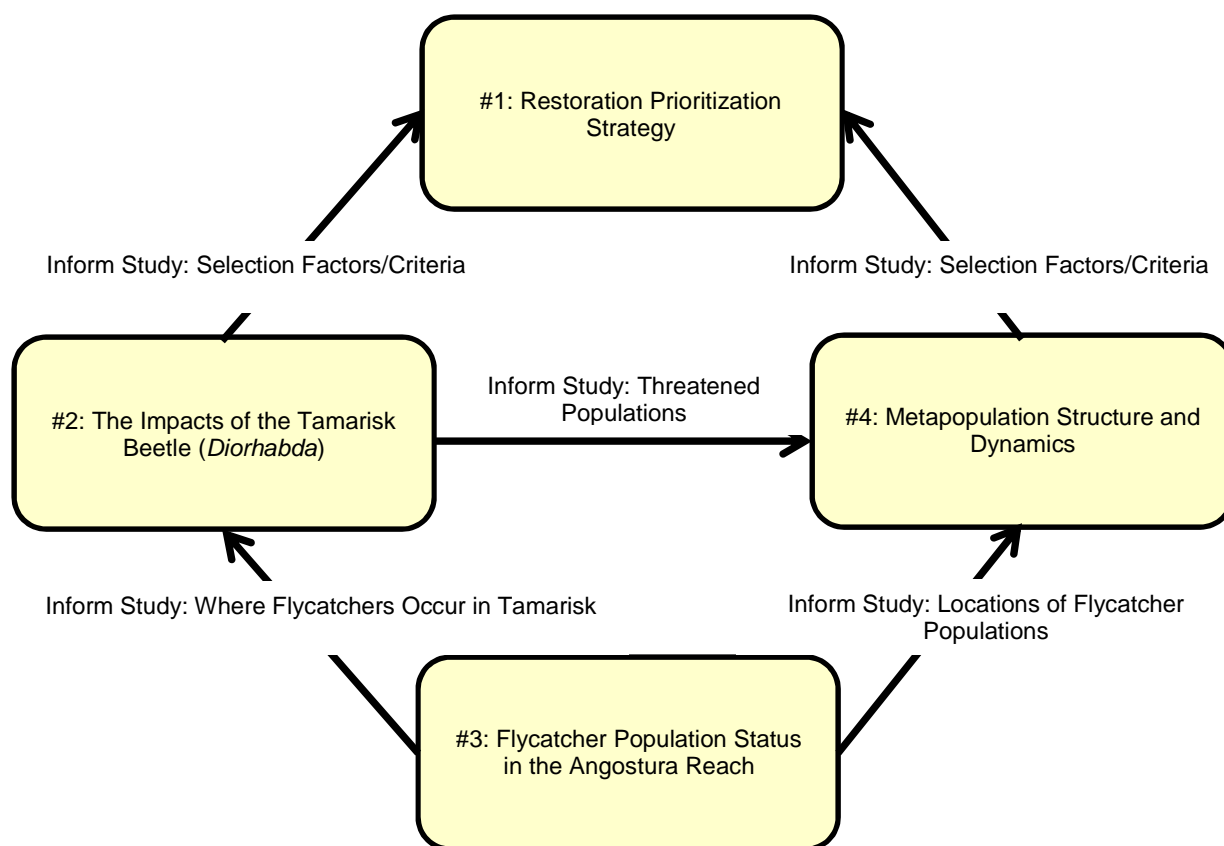 #1: Restoration Prioritization
Strategy
Inform Study: Selection Factors/Criteria
Inform Study: Selection Factors/Criteria
#2: The Impacts of the Tamarisk
Beetle (Diorhabda)
Inform Study: Threatened
Populations
#4: Metapopulation Structure and
Dynamics
Inform Study: Where Flycatchers Occur in Tamarisk
Inform Study: Locations of Flycatcher
Populations
#3: Flycatcher Population Status
in the Angostura Reach